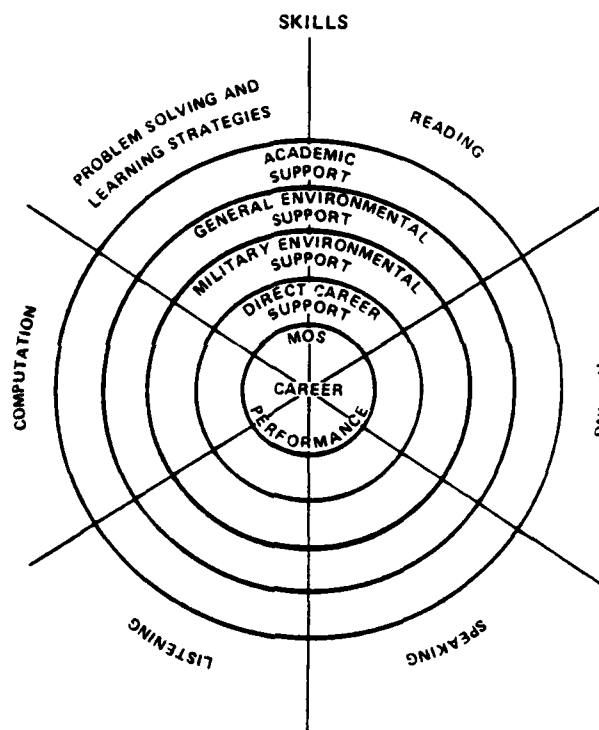 SKILLS
PROBLEM SOLVING AND
LEARNING STRATEGIES
READING
ACADEMIC
SUPPORT
GENERAL ENVIRONMENTAL
SUPPORT
MILITARY ENVIRONMENTAL
SUPPORT
DIRECT CAREER
SUPPORT
MOS
CAREER
PERFORMANCE
COMPUTATION
LISTENING
SPEAKING